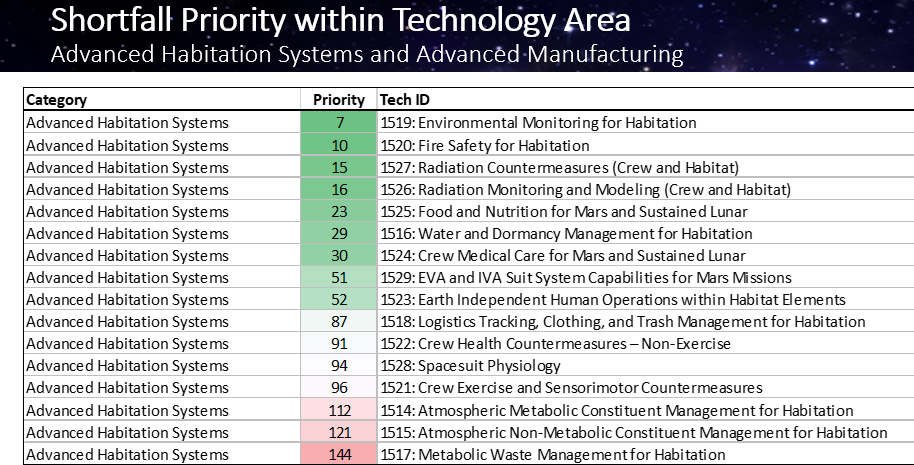 Shortfall Priority within Technology Area
Advanced Habitation Systems and Advanced Manufacturing
Category Priority Tech ID
Advanced Habitation Systems 7 1519: Environmental Monitoring for Habitation
Advanced Habitation Systems 10 1520: Fire Safety for Habitation
Advanced Habitation Systems 15 1527: Radiation Countermeasures (Crew and Habitat)
Advanced Habitation Systems 16 1526: Radiation Monitoring and Modeling (Crew and Habitat)
Advanced Habitation Systems 23 1525: Food and Nutrition for Mars and Sustained Lunar
Advanced Habitation Systems 29 1516: Water and Dormancy Management for Habitation
Advanced Habitation Systems 30 1524: Crew Medical Care for Mars and Sustained Lunar
Advanced Habitation Systems 51 1529: EVA and IVA Suit System Capabilities for Mars Missions
Advanced Habitation Systems 52 1523: Earth Independent Human Operations within Habitat Elements
Advanced Habitation Systems 87 1518: Logistics Tracking, Clothing, and Trash Management for Habitation
Advanced Habitation Systems 91 1522: Crew Health Countermeasures – Non-Exercise
Advanced Habitation Systems 94 1528: Spacesuit Physiology
Advanced Habitation Systems 96 1521: Crew Exercise and Sensorimotor Countermeasures
Advanced Habitation Systems 112 1514: Atmospheric Metabolic Constituent Management for Habitation
Advanced Habitation Systems 121 1515: Atmospheric Non-Metabolic Constituent Management for Habitation
Advanced Habitation Systems 144 1517: Metabolic Waste Management for Habitation